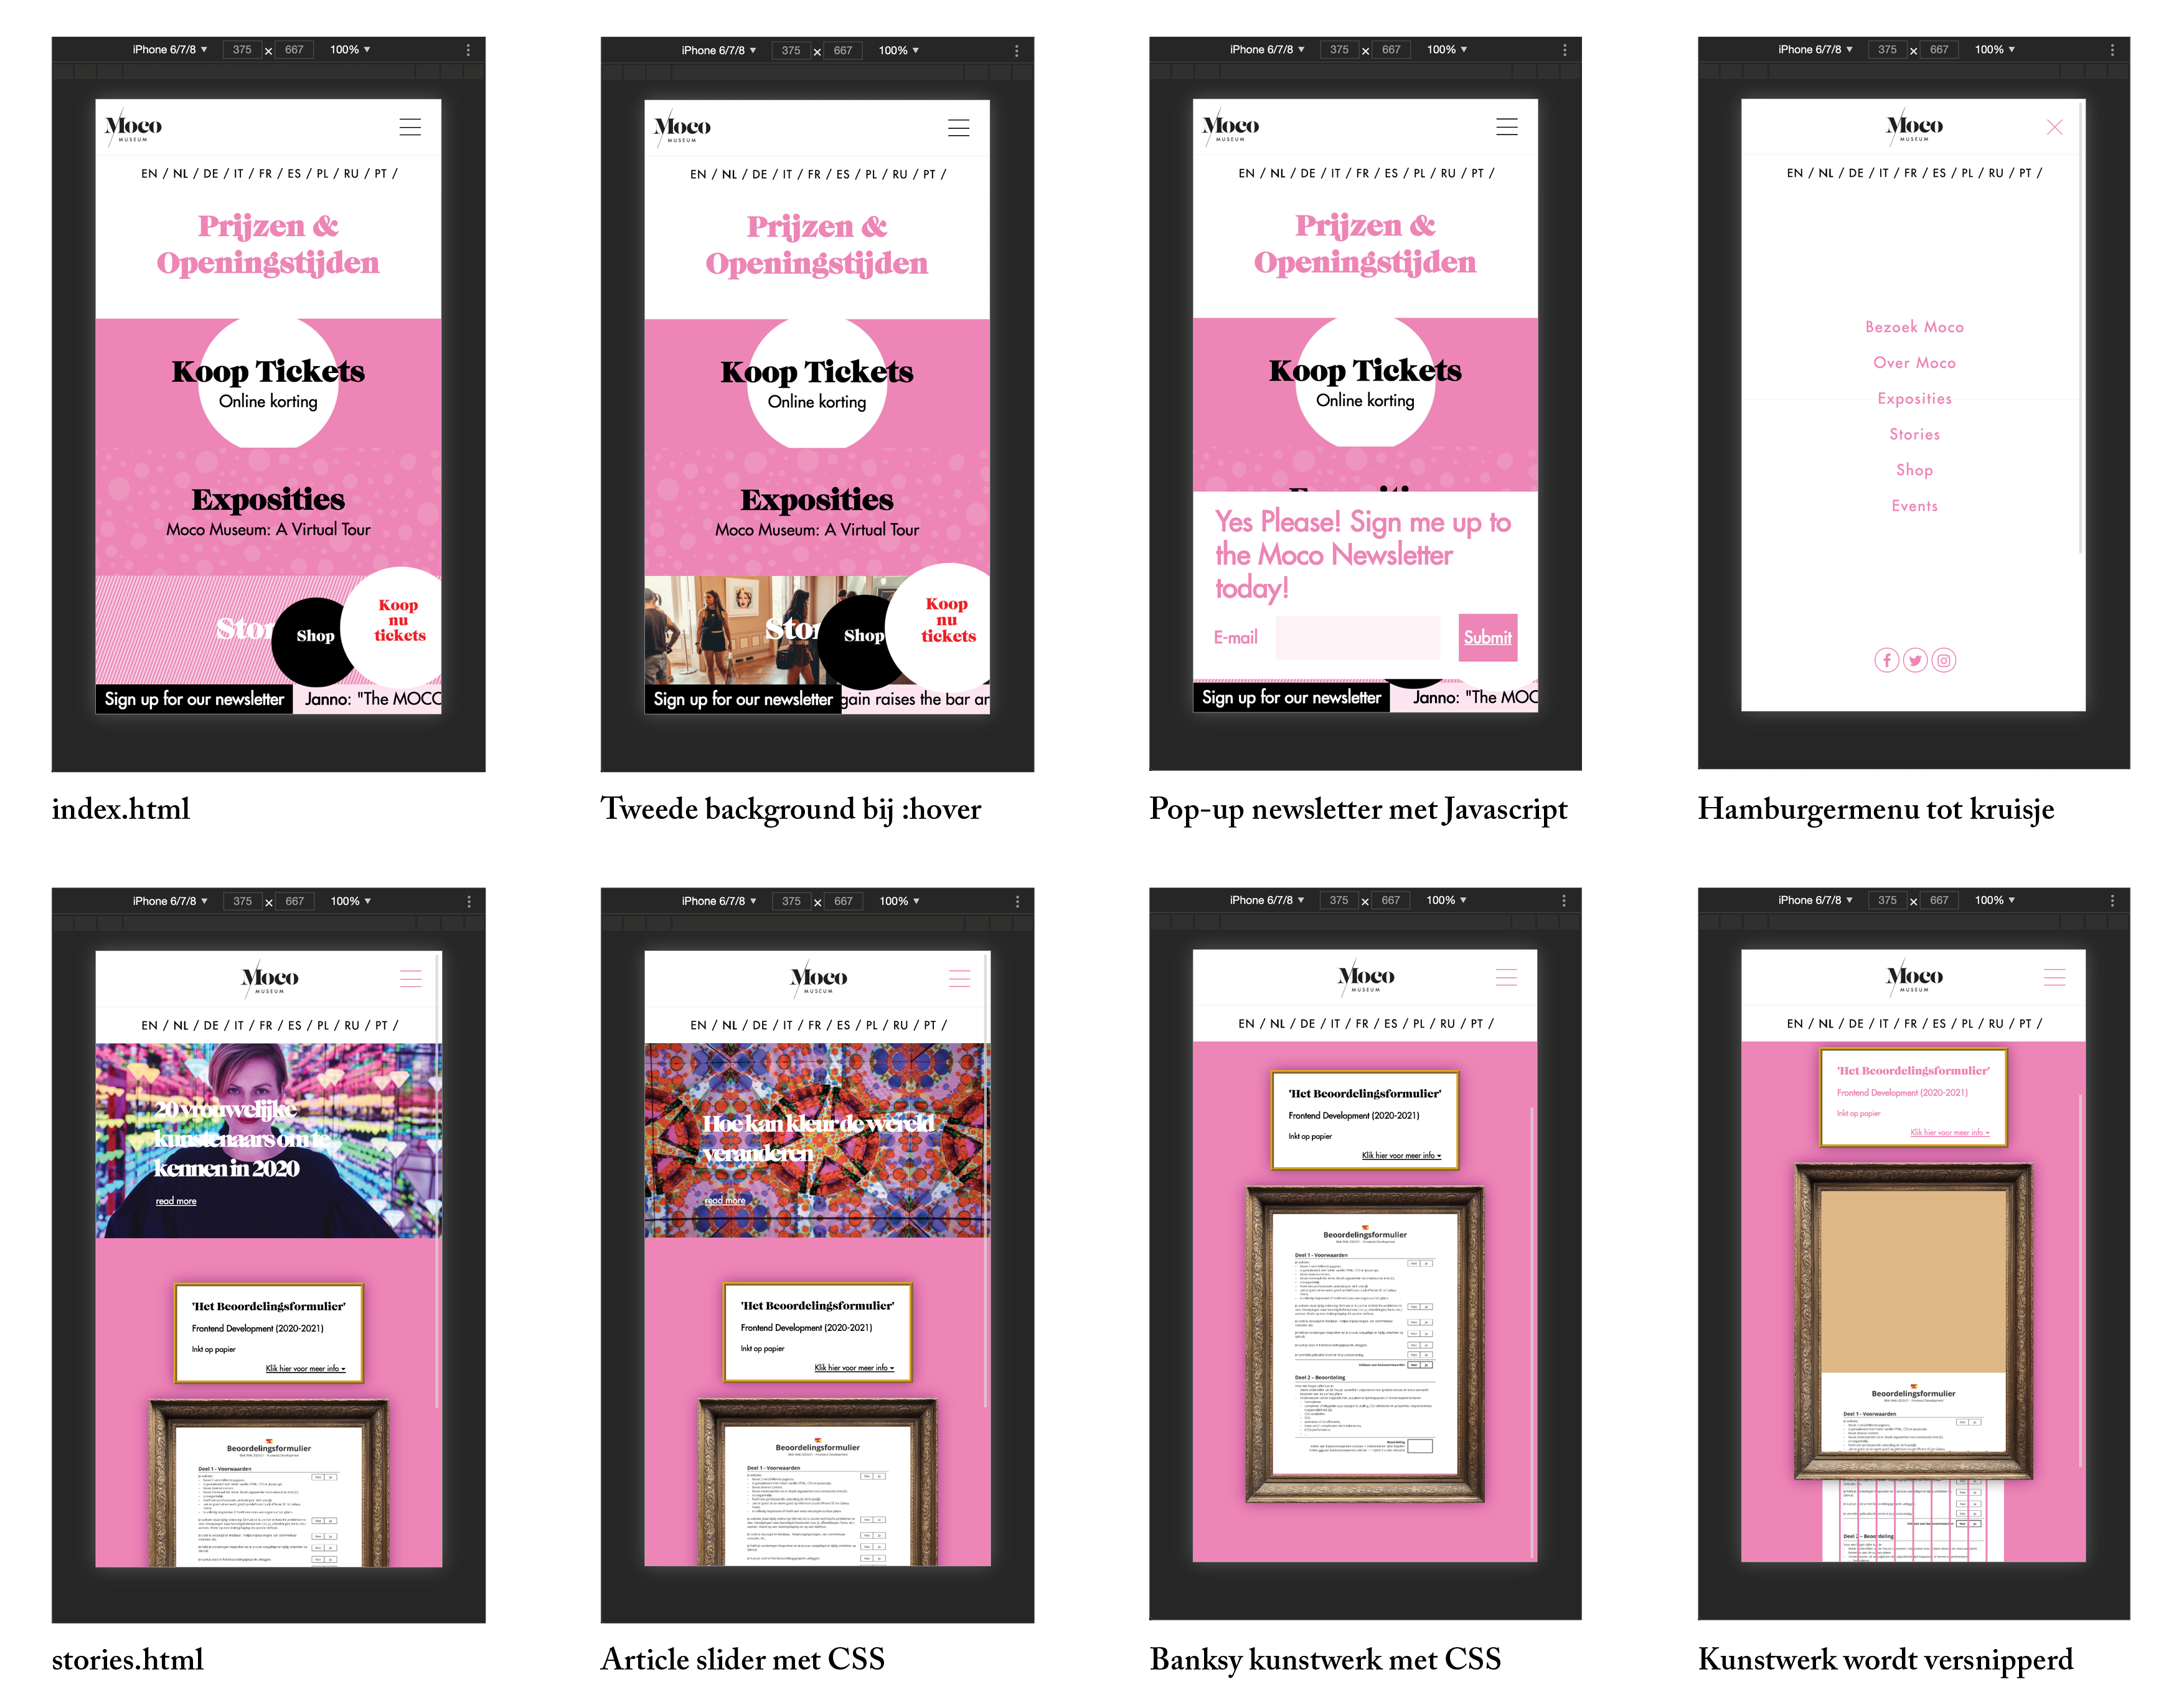 iPhone 6/7/8 ▼ 375 × 667 100% ▼
Moco
MUSEUM
EN / NL / DE / IT / FR / ES / PL / RU / PT /
Prijzen &
Openingstijden
Koop Tickets
Online korting
Exposities
Moco Museum: A Virtual Tour
Stor
Shop
Koop
nu
tickets
Sign up for our newsletter
Janno: "The MOCC
index.html
iPhone 6/7/8 ▼ 375 × 667 100% ▼
Moco
MUSEUM
EN / NL / DE / IT / FR / ES / PL / RU / PT /
Prijzen &
Openingstijden
Koop Tickets
Online korting
Exposities
Moco Museum: A Virtual Tour
Stor
Shop
Koop
nu
tickets
Sign up for our newsletter
gain raises the bar ar
Tweede background bij :hover
iPhone 6/7/8 ▼ 375 × 667 100% ▼
Moco
MUSEUM
EN / NL / DE / IT / FR / ES / PL / RU / PT /
Prijzen &
Openingstijden
Koop Tickets
Online korting
Yes Please! Sign me up to
the Moco Newsletter
today!
E-mail
Submit
Sign up for our newsletter
Janno: "The MOC
Pop-up newsletter met Javascript
iPhone 6/7/8 ▼ 375 × 667 100% ▼
Moco
MUSEUM
EN / NL / DE / IT / FR / ES / PL / RU / PT /
Bezoek Moco
Over Moco
Exposities
Stories
Shop
Events
Hamburgermenu tot kruisje
iPhone 6/7/8 ▼ 375 × 667 100% ▼
Moco
MUSEUM
EN / NL / DE / IT / FR / ES / PL / RU / PT /
20 vrouwelijke
kunstenaars om te
kennen in 2020
read more
'Het Beoordelingsformulier'
Frontend Development (2020-2021)
Inkt op papier
Klik hier voor meer info
Beoordelingsformulier
Deel 1 - Voorwaarden
stories.html
iPhone 6/7/8 ▼ 375 × 667 100% ▼
Moco
MUSEUM
EN / NL / DE / IT / FR / ES / PL / RU / PT /
Hoe kan kleur de wereld
veranderen
read more
'Het Beoordelingsformulier'
Frontend Development (2020-2021)
Inkt op papier
Klik hier voor meer info
Beoordelingsformulier
Deel 1 - Voorwaarden
Article slider met CSS
iPhone 6/7/8 ▼ 375 × 667 100% ▼
Moco
MUSEUM
EN / NL / DE / IT / FR / ES / PL / RU / PT /
'Het Beoordelingsformulier'
Frontend Development (2020-2021)
Inkt op papier
Klik hier voor meer info
Beoordelingsformulier
Deel 1 - Voorwaarden
Deel 2 - Beoordeling
Banksy kunstwerk met CSS
iPhone 6/7/8 ▼ 375 × 667 100% ▼
Moco
MUSEUM
EN / NL / DE / IT / FR / ES / PL / RU / PT /
'Het Beoordelingsformulier'
Frontend Development (2020-2021)
Inkt op papier
Klik hier voor meer info
Beoordelingsformulier
Deel 1 - Voorwaarden
Deel 2 - Beoordeling
Kunstwerk wordt versnipperd